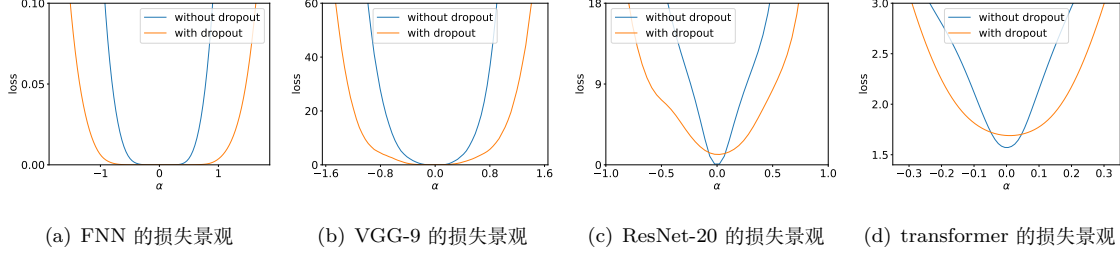 0.10
0.05
0.00
loss
without dropout
with dropout
−1
0
1
α
60
40
20
0
loss
without dropout
with dropout
−1.6
−0.8
0.0
0.8
1.6
α
18
9
0
loss
without dropout
with dropout
−1.0
−0.5
0.0
0.5
1.0
α
3.0
2.5
2.0
1.5
loss
without dropout
with dropout
−0.3
−0.2
−0.1
0.0
0.1
0.2
0.3
α
(a) FNN 的损失景观
(b) VGG-9 的损失景观
(c) ResNet-20 的损失景观
(d) transformer 的损失景观